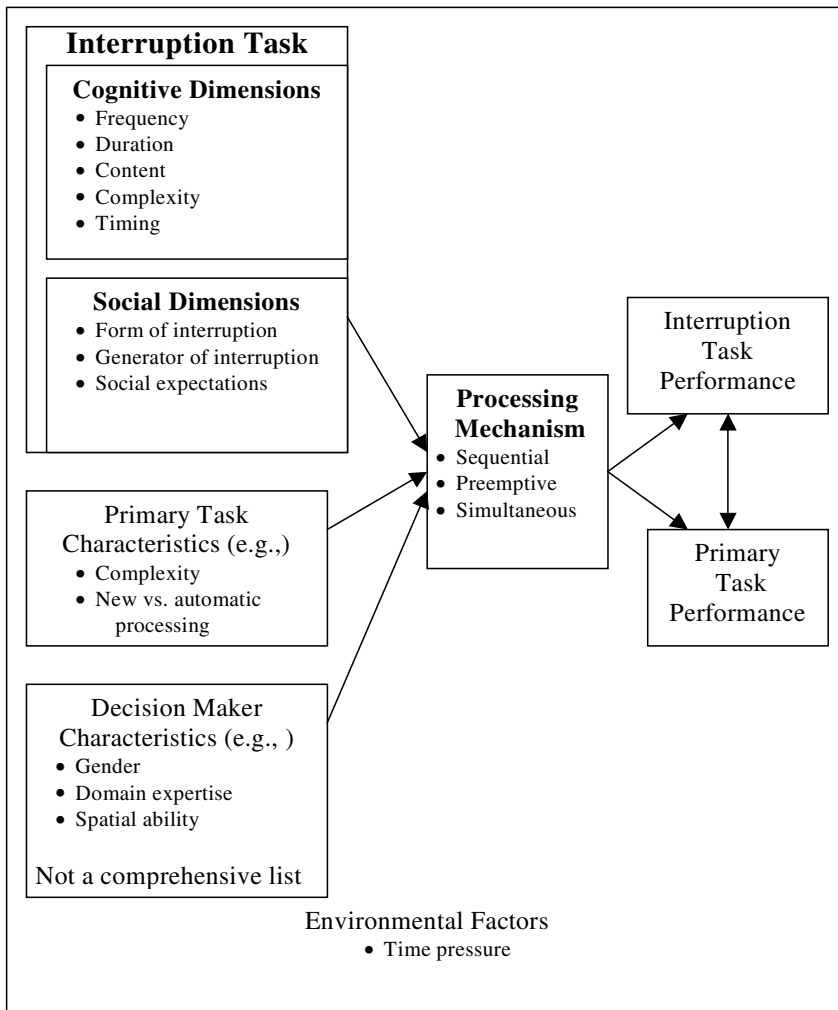 Interruption Task
Cognitive Dimensions
• Frequency
• Duration
• Content
• Complexity
• Timing
Social Dimensions
• Form of interruption
• Generator of interruption
• Social expectations
Primary Task
Characteristics (e.g.,)
• Complexity
• New vs. automatic
processing
Decision Maker
Characteristics (e.g., )
• Gender
• Domain expertise
• Spatial ability
Not a comprehensive list
Processing
Mechanism
• Sequential
• Preemptive
• Simultaneous
Interruption
Task
Performance
Primary
Task
Performance
Environmental Factors
• Time pressure